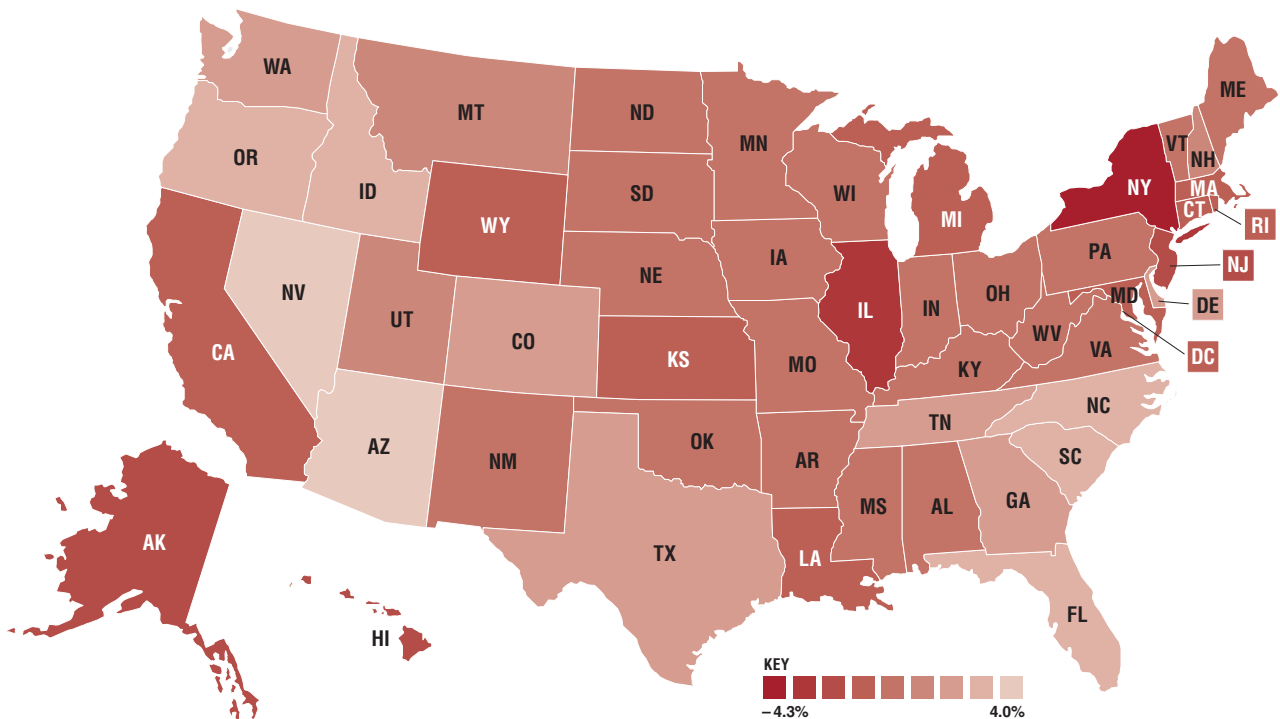 WA
MT
ND
MN
ME
VT
NH
OR
ID
SD
WI
NY
MA
WY
MI
CT
RI
NE
IA
PA
NJ
NV
UT
CO
IL
IN
OH
MD
DE
CA
KS
MO
WV
VA
DC
KY
AZ
NM
OK
TN
NC
AR
SC
MS
AL
GA
AK
TX
LA
HI
FL
KEY
–4.3% 4.0%